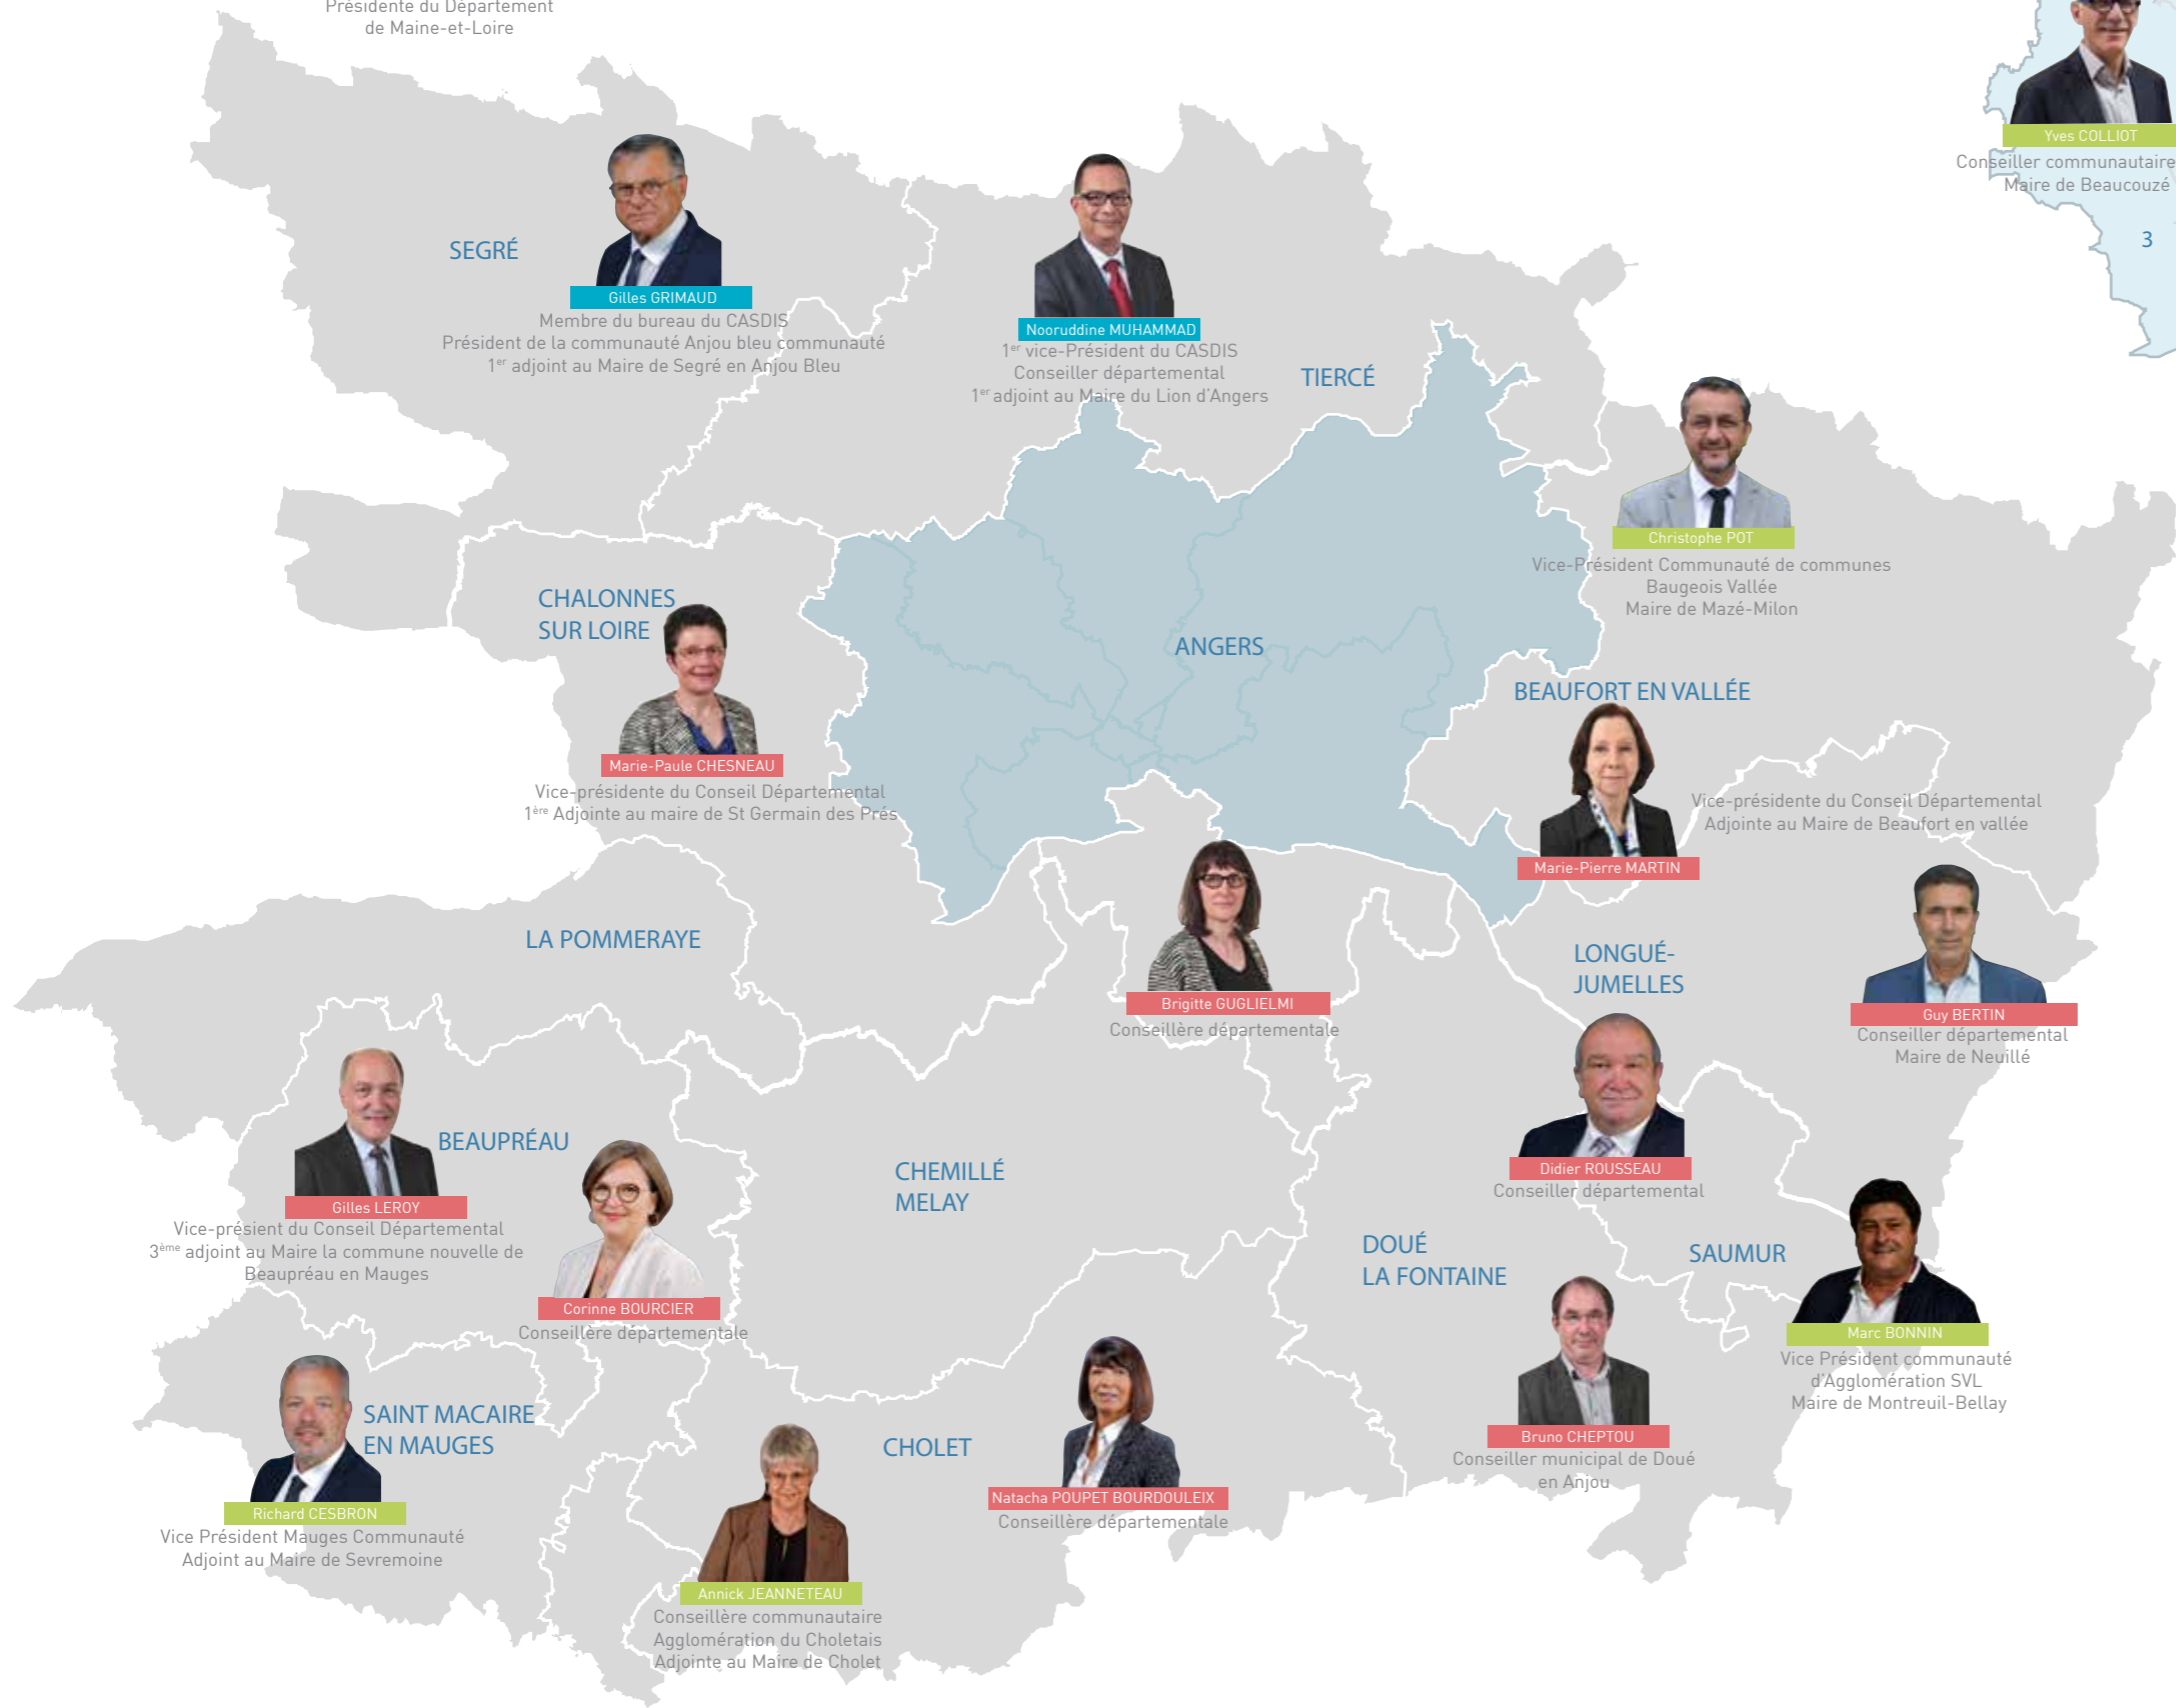 Présidente du Département
de Maine-et-Loire
Yves COLLIOT
Conseiller communautaire
Maire de Beaucouzé
3
SEGRÉ
Gilles GRIMAUD
Membre du bureau du CASDIS
Président de la communauté Anjou bleu communauté
1er adjoint au Maire de Segré en Anjou Bleu
Nooruddine MUHAMMAD
1er vice-Président du CASDIS
Conseiller départemental
1er adjoint au Maire du Lion d'Angers
TIERCÉ
Christophe POT
Vice-Président Communauté de communes
Baugeois Vallée
Maire de Mazé-Milon
CHALONNES
SUR LOIRE
Marie-Paule CHESNEAU
Vice-présidente du Conseil Départemental
1ère Adjointe au maire de St Germain des Prés
ANGERS
BEAUFORT EN VALLÉE
Marie-Pierre MARTIN
Vice-présidente du Conseil Départemental
Adjointe au Maire de Beaufort en vallée
LA POMMERAYE
Brigitte GUGLIELMI
Conseillère départementale
LONGUÉ-
JUMELLES
Guy BERTIN
Conseiller départemental
Maire de Neuillé
Didier ROUSSEAU
Conseiller départemental
BEAUPRÉAU
Gilles LEROY
Vice-présient du Conseil Départemental
3ème adjoint au Maire la commune nouvelle de
Beaupréau en Mauges
Corinne BOURCIER
Conseillère départementale
CHEMILLÉ
MELAY
DOUÉ
LA FONTAINE
SAUMUR
Marc BONNIN
Vice Président communauté
d'Agglomération SVL
Maire de Montreuil-Bellay
Bruno CHEPTOU
Conseiller municipal de Doué
en Anjou
SAINT MACAIRE
EN MAUGES
Richard CESBRON
Vice Président Mauges Communauté
Adjoint au Maire de Sevremoine
CHOLET
Natacha POUPET BOURDOULEIX
Conseillère départementale
Annick JEANNETEAU
Conseillère communautaire
Agglomération du Choletais
Adjointe au Maire de Cholet